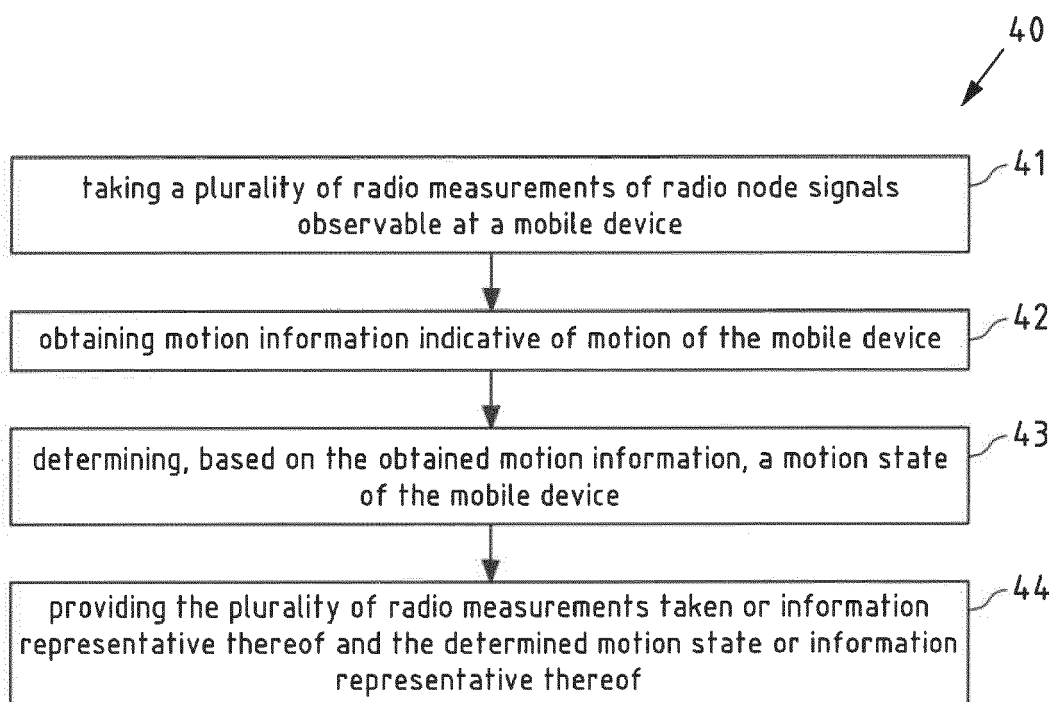 40
taking a plurality of radio measurements of radio node signals
observable at a mobile device
41
obtaining motion information indicative of motion of the mobile device
42
determining, based on the obtained motion information, a motion state
of the mobile device
43
providing the plurality of radio measurements taken or information
representative thereof and the determined motion state or information
representative thereof
44